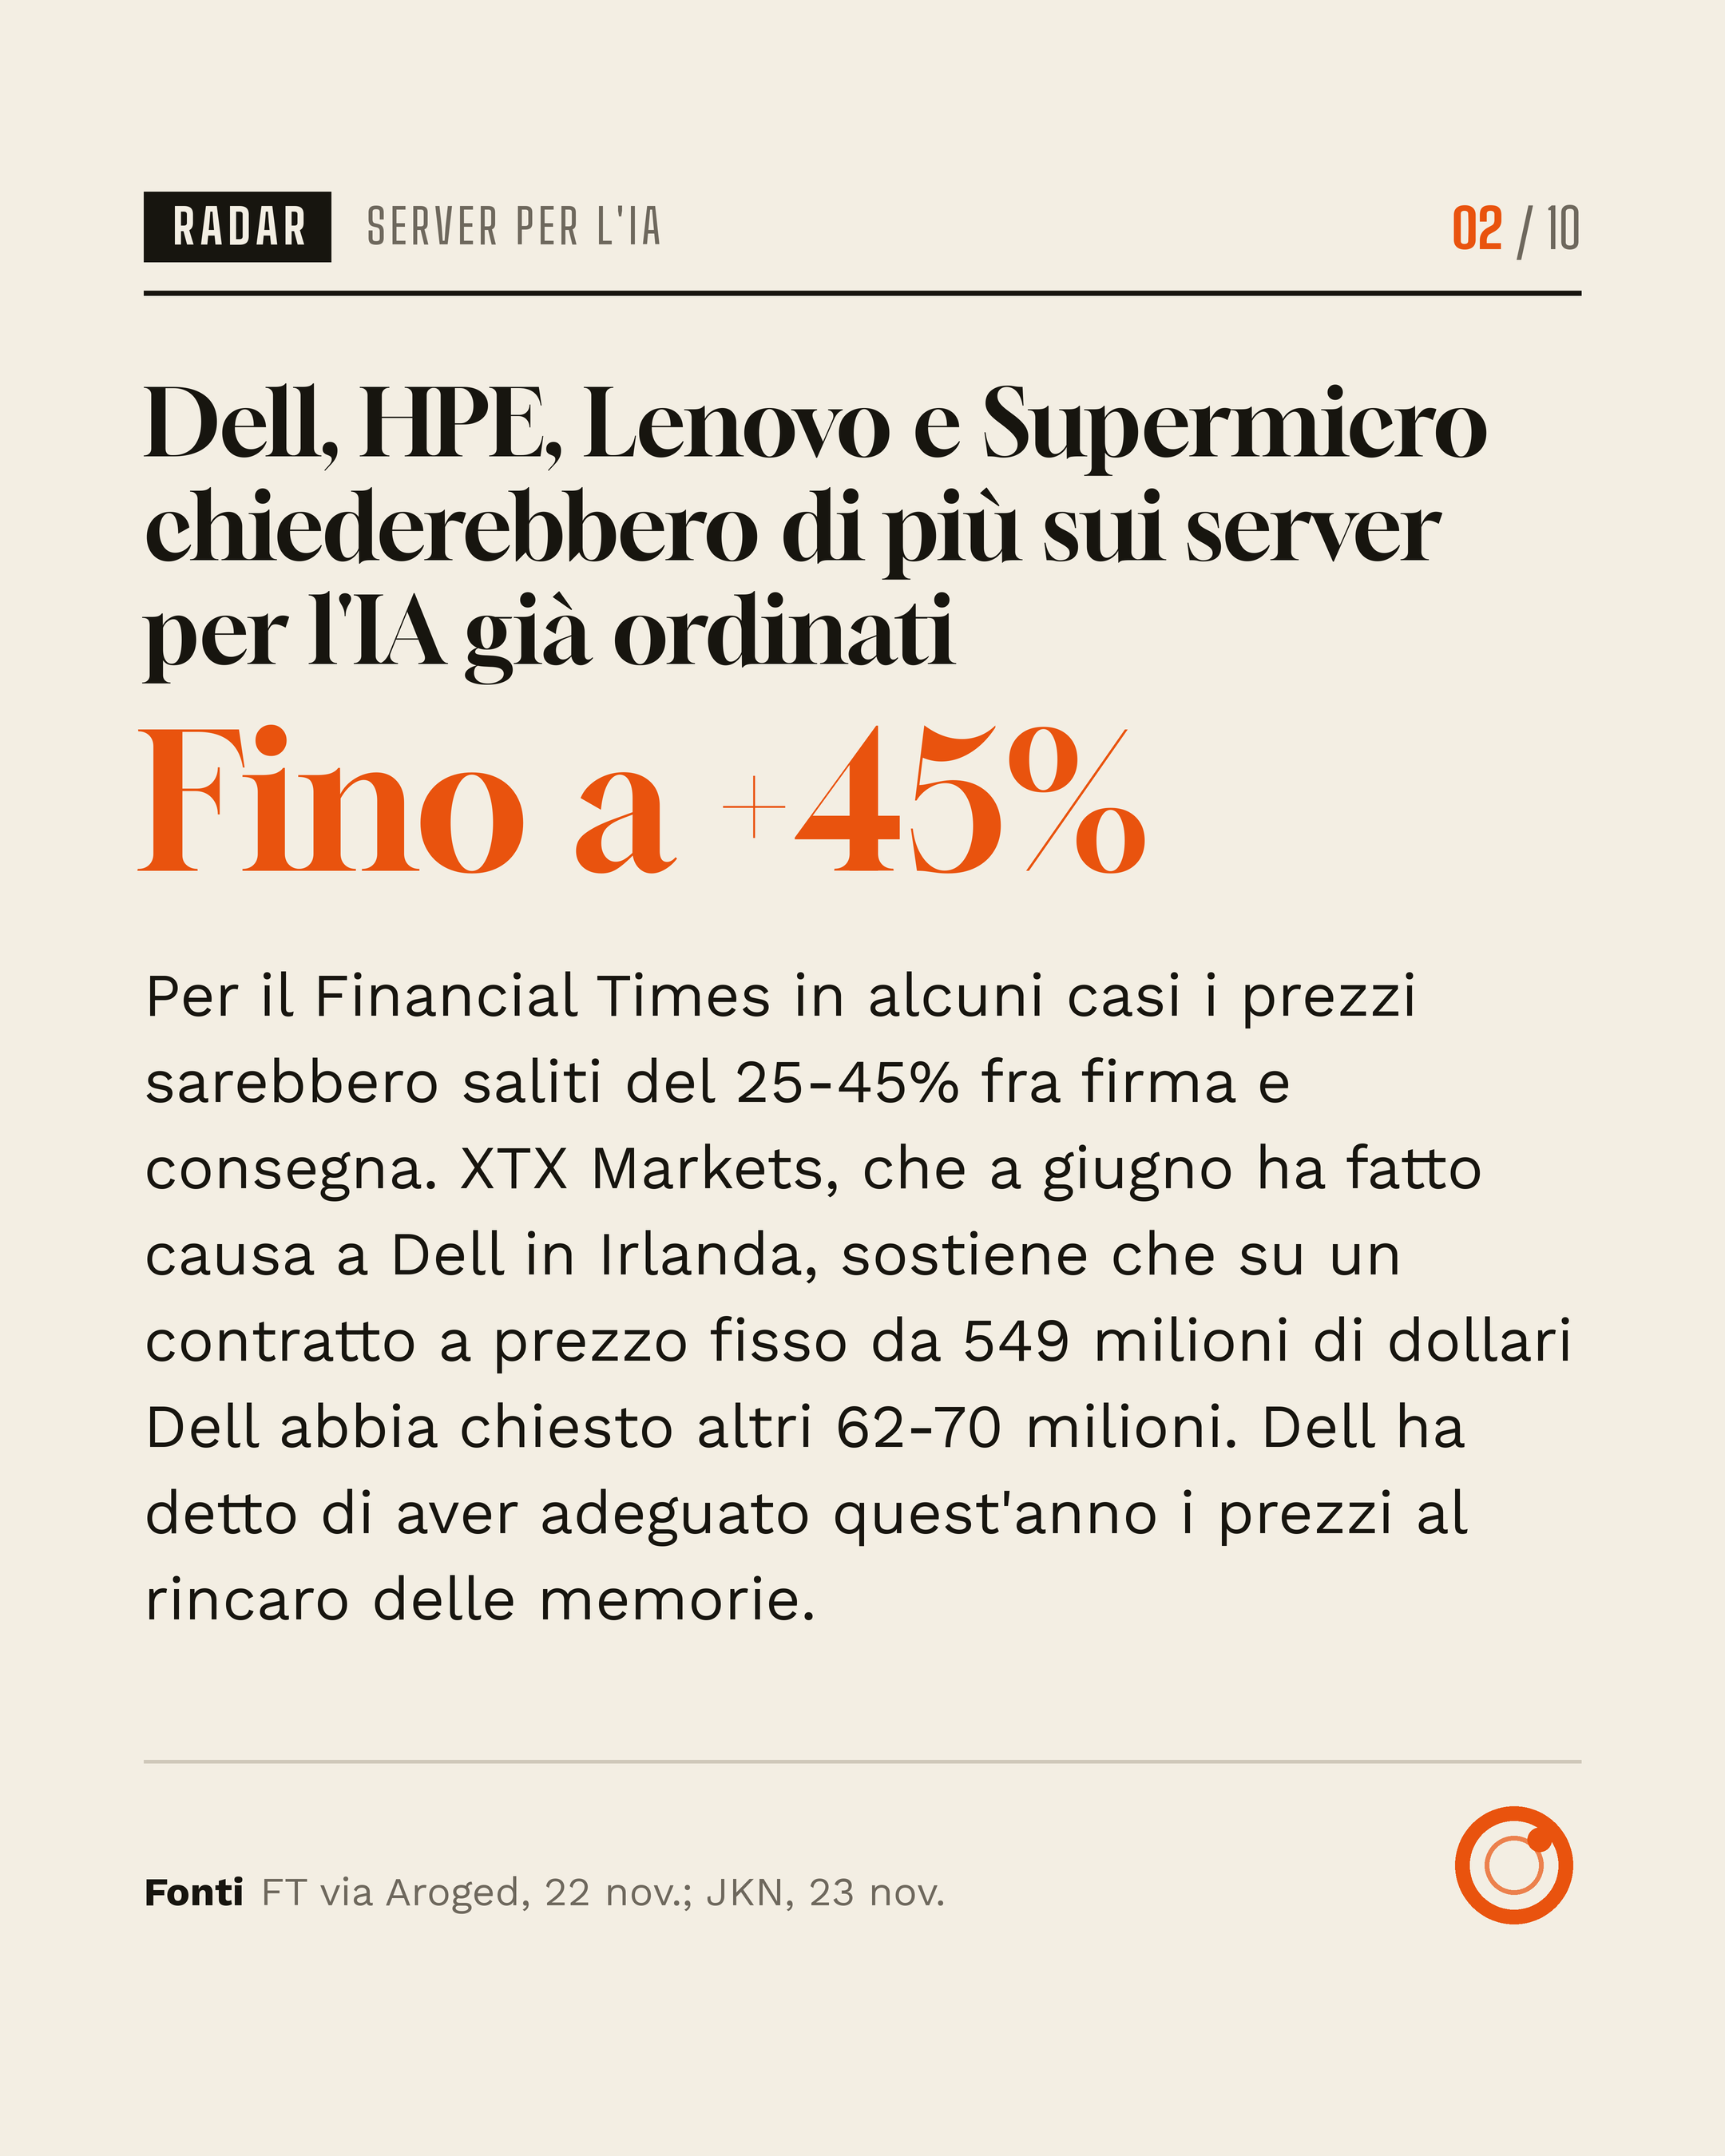 RADAR SERVER PER L'IA 02 / 10
Dell, HPE, Lenovo e Supermicro
chiederebbero di più sui server
per l'IA già ordinati
Fino a +45%
Per il Financial Times in alcuni casi i prezzi
sarebbero saliti del 25-45% fra firma e
consegna. XTX Markets, che a giugno ha fatto
causa a Dell in Irlanda, sostiene che su un
contratto a prezzo fisso da 549 milioni di dollari
Dell abbia chiesto altri 62-70 milioni. Dell ha
detto di aver adeguato quest'anno i prezzi al
rincaro delle memorie.
Fonti FT via Aroged, 22 nov.; JKN, 23 nov.